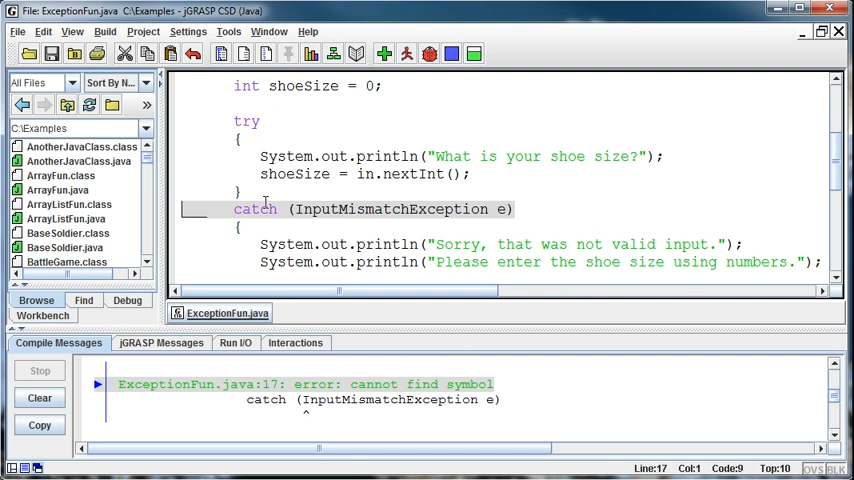 File: ExceptionFun.java C:\Examples - jGRASP CSD (Java)
File Edit View Build Project Settings Tools Window Help
All Files Sort By N...
C:\Examples
AnotherJavaClass.class
AnotherJavaClass.java
ArrayFun.class
ArrayFun.java
ArrayListFun.class
ArrayListFun.java
BaseSoldier.class
BaseSoldier.java
BattleGame.class
Browse Find Debug
Workbench
int shoeSize = 0;
try
{
System.out.println("What is your shoe size?");
shoeSize = in.nextInt();
}
catch (InputMismatchException e)
{
System.out.println("Sorry, that was not valid input.");
System.out.println("Please enter the shoe size using numbers.");
ExceptionFun.java
Compile Messages jGRASP Messages Run I/O Interactions
Stop
Clear
Copy
ExceptionFun.java:17: error: cannot find symbol
catch (InputMismatchException e)
^
Line:17 Col:1 Code:9 Top:10 OVS BLK